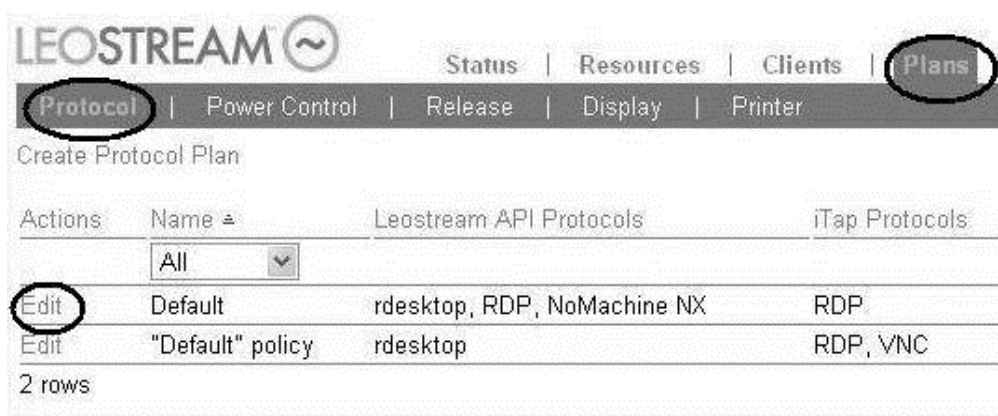 LEOSTREAM
Status | Resources | Clients | Plans
Protocol | Power Control | Release | Display | Printer
Create Protocol Plan
Actions Name Leostream API Protocols iTap Protocols
All
Edit Default rdesktop, RDP, NoMachine NX RDP
Edit "Default" policy rdesktop RDP, VNC
2 rows